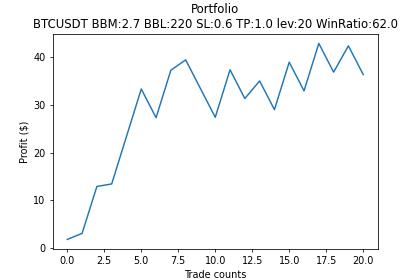 Portfolio
BTCUSDT BBM:2.7 BBL:220 SL:0.6 TP:1.0 lev:20 WinRatio:62.0
40
30
20
10
0
Profit ($)
0.0 2.5 5.0 7.5 10.0 12.5 15.0 17.5 20.0
Trade counts